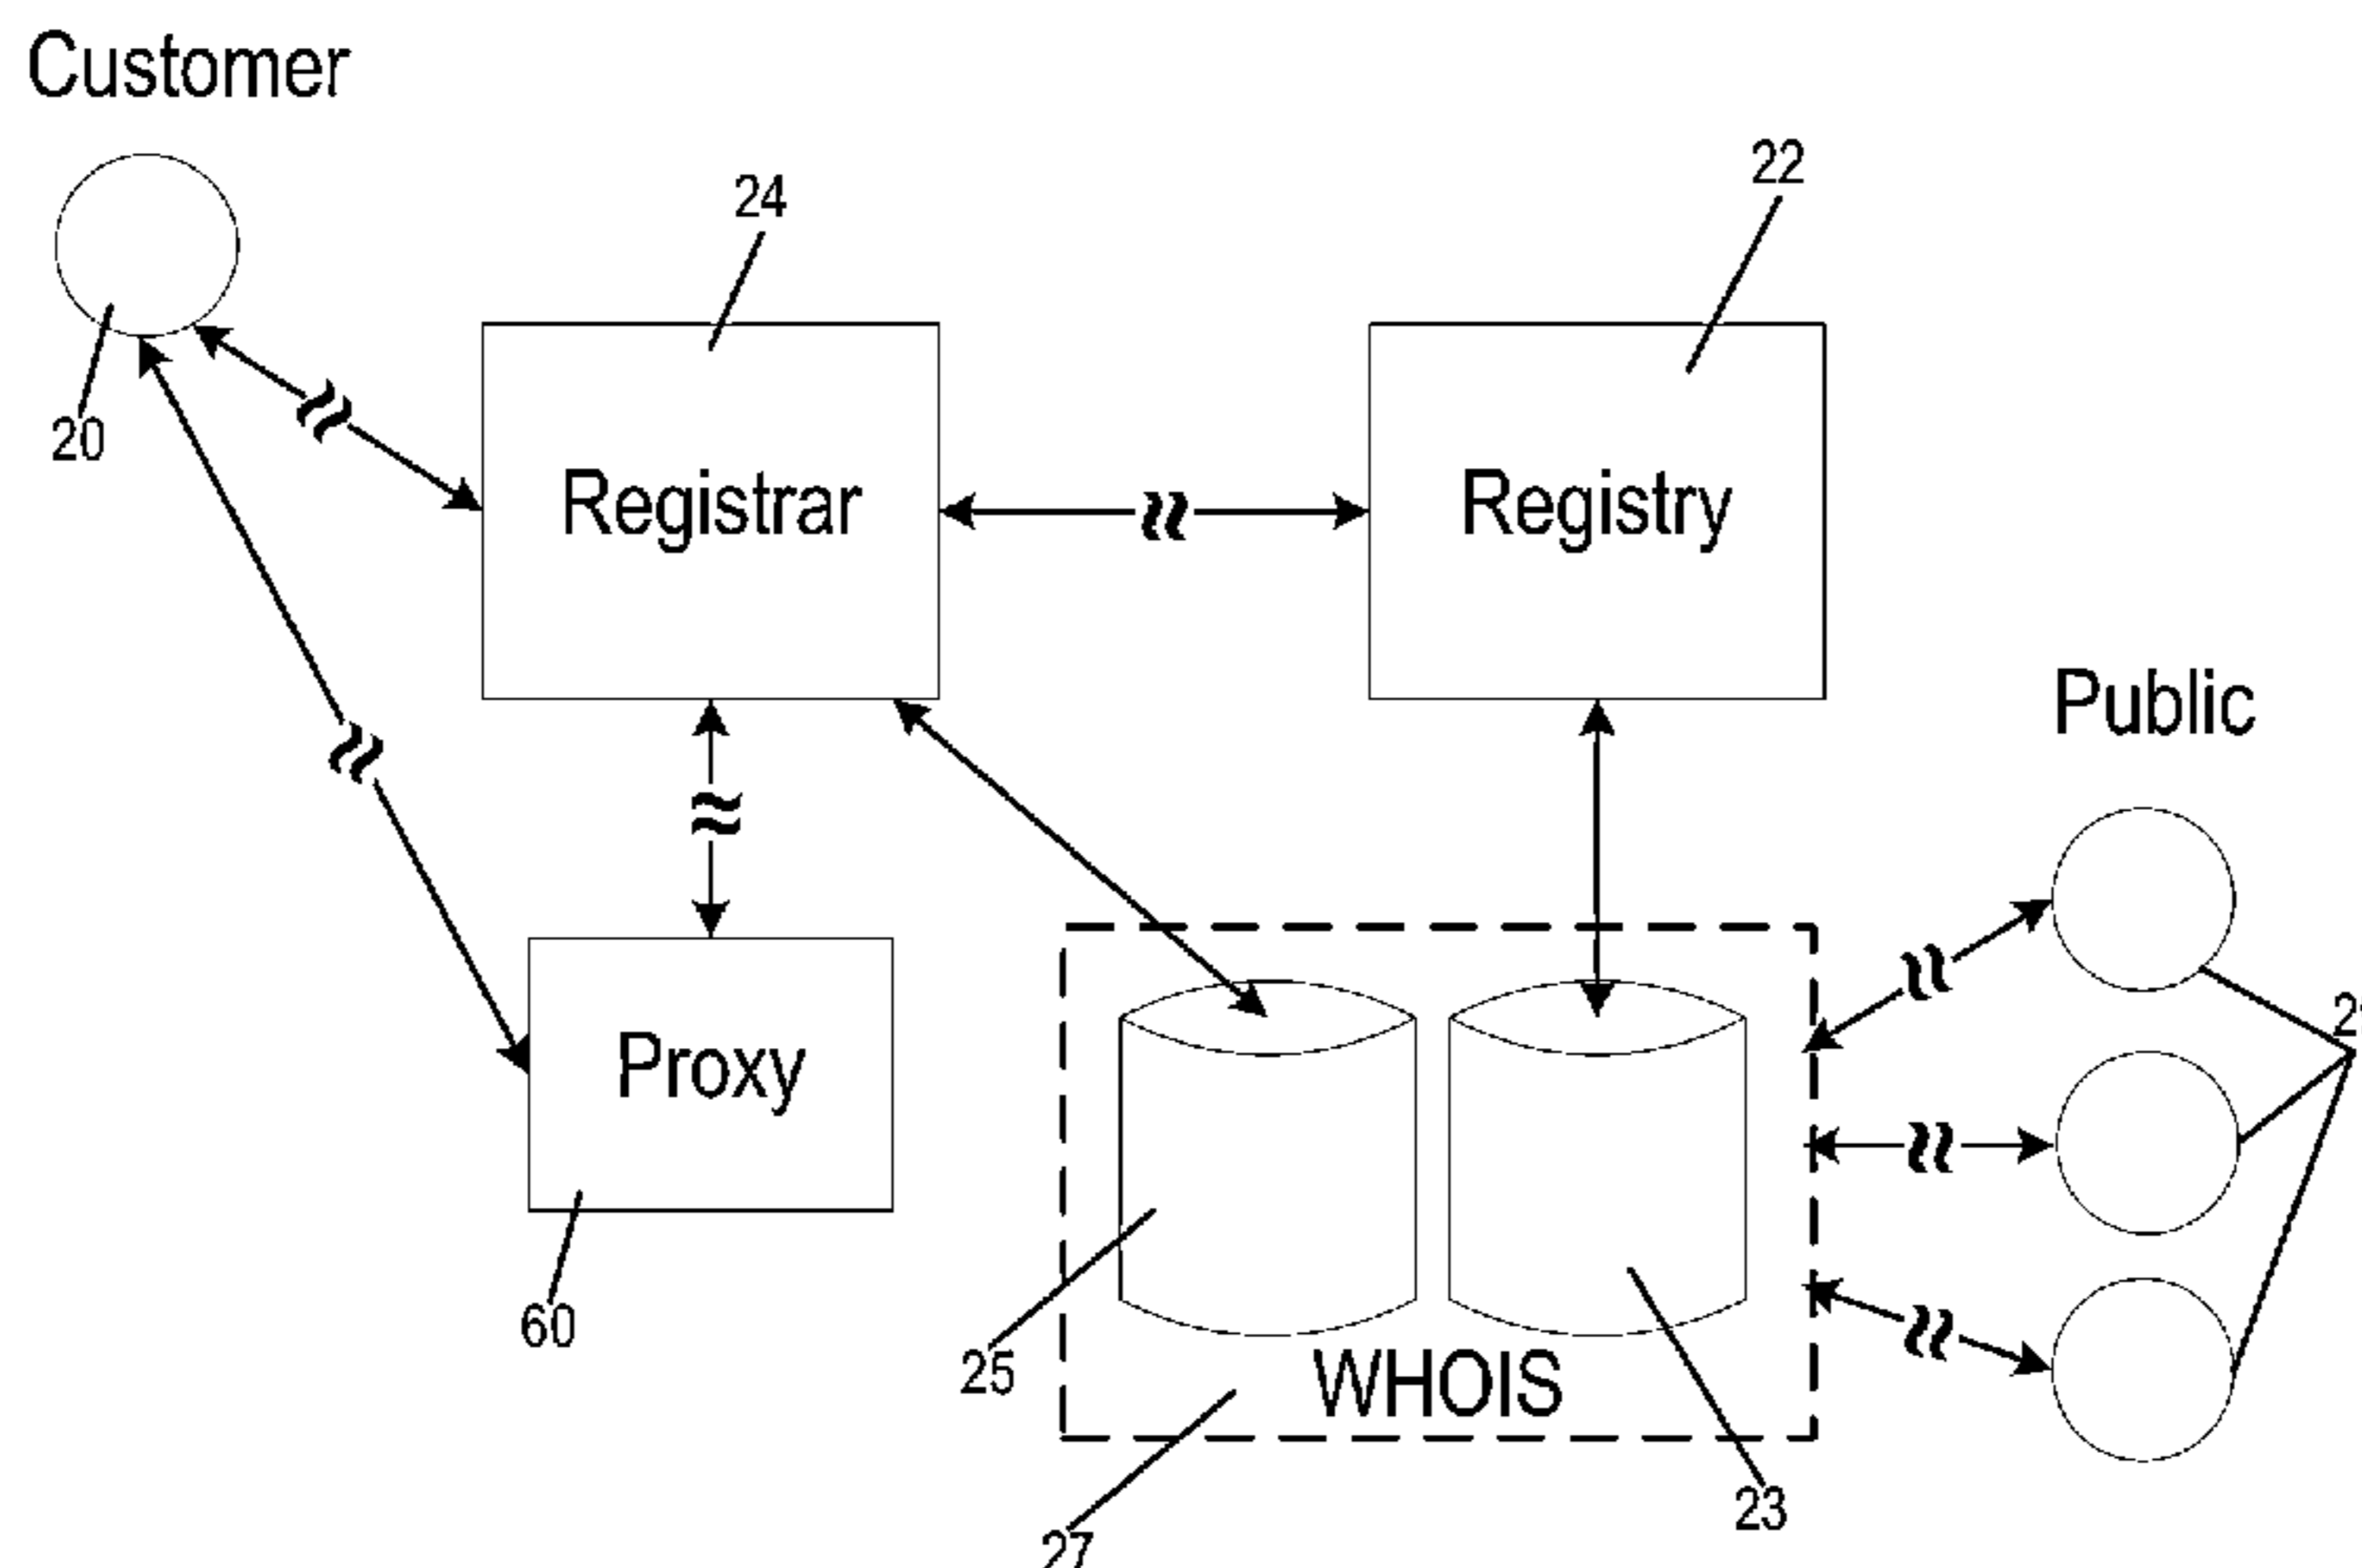 Customer
22
24
20
Registrar
Registry
Public
Proxy
60
25
WHOIS
23
27